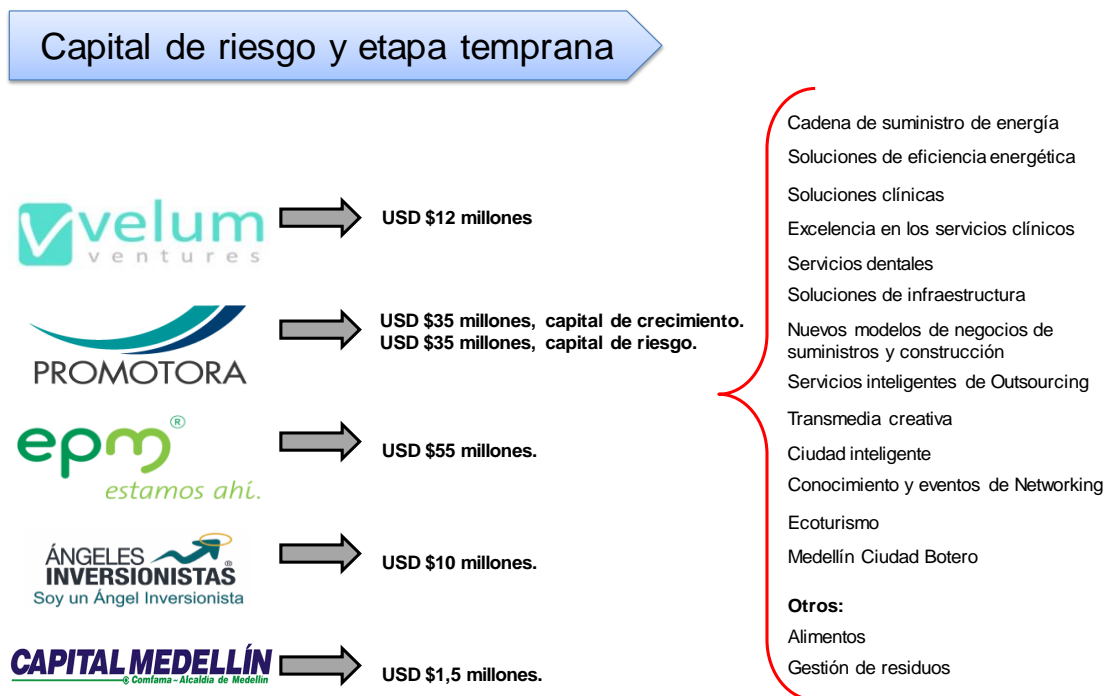 Capital de riesgo y etapa temprana
velum
ventures
USD $12 millones
PROMOTORA
USD $35 millones, capital de crecimiento.
USD $35 millones, capital de riesgo.
epm®
estamos ahí.
USD $55 millones.
ÁNGELES
INVERSIONISTAS®
Soy un Ángel Inversionista
USD $10 millones.
CAPITAL MEDELLÍN
Comfama - Alcaldía de Medellín
USD $1,5 millones.
Cadena de suministro de energía
Soluciones de eficiencia energética
Soluciones clínicas
Excelencia en los servicios clínicos
Servicios dentales
Soluciones de infraestructura
Nuevos modelos de negocios de
suministros y construcción
Servicios inteligentes de Outsourcing
Transmedia creativa
Ciudad inteligente
Conocimiento y eventos de Networking
Ecoturismo
Medellín Ciudad Botero
Otros:
Alimentos
Gestión de residuos